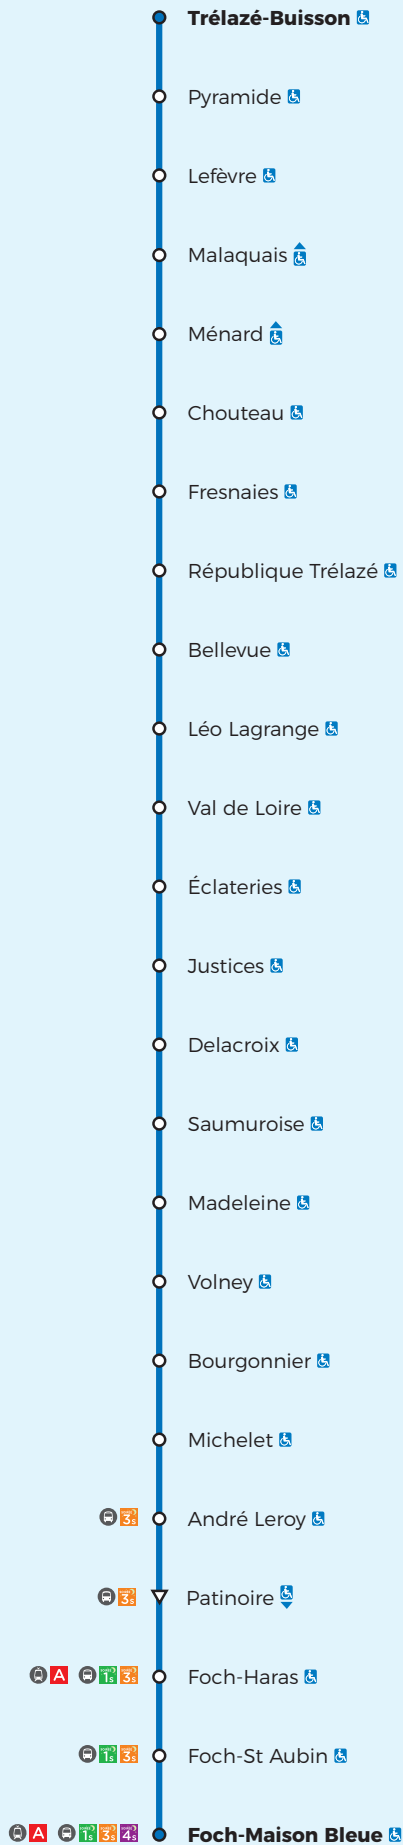 Trélazé-Buisson
Pyramide
Lefèvre
Malaquais
Ménard
Chouteau
Fresnaies
République Trélazé
Bellevue
Léo Lagrange
Val de Loire
Éclateries
Justices
Delacroix
Saumuroise
Madeleine
Volney
Bourgonnier
Michelet
3s André Leroy
3s Patinoire
A 1s 3s Foch-Haras
1s 3s Foch-St Aubin
A 1s 3s 4s Foch-Maison Bleue